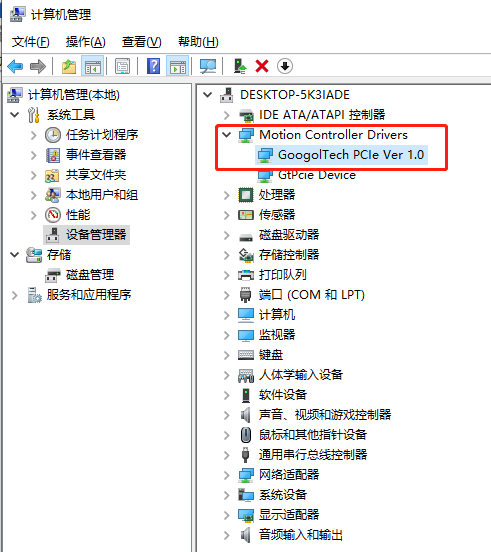 计算机管理
文件(F) 操作(A) 查看(V) 帮助(H)
计算机管理(本地)
系统工具
任务计划程序
事件查看器
共享文件夹
本地用户和组
性能
设备管理器
存储
磁盘管理
服务和应用程序
DESKTOP-5K3IADE
IDE ATA/ATAPI 控制器
Motion Controller Drivers
GoogolTech PCIe Ver 1.0
GtPcie Device
处理器
传感器
磁盘驱动器
存储控制器
打印队列
端口 (COM 和 LPT)
计算机
监视器
键盘
人体学输入设备
软件设备
声音、视频和游戏控制器
鼠标和其他指针设备
通用串行总线控制器
网络适配器
系统设备
显示适配器
音频输入和输出